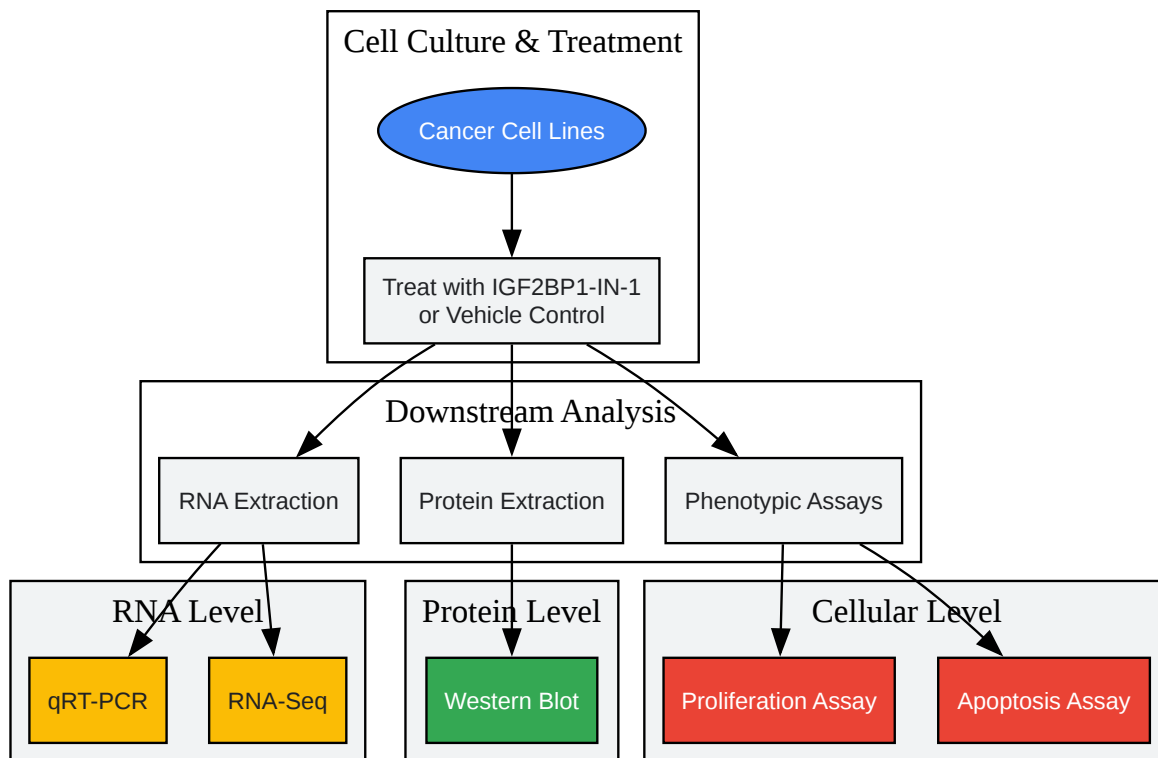 Cell Culture & Treatment
Cancer Cell Lines
Treat with IGF2BP1-IN-1
or Vehicle Control
Downstream Analysis
RNA Extraction
Protein Extraction
Phenotypic Assays
RNA Level
Protein Level
Cellular Level
qRT-PCR
RNA-Seq
Western Blot
Proliferation Assay
Apoptosis Assay